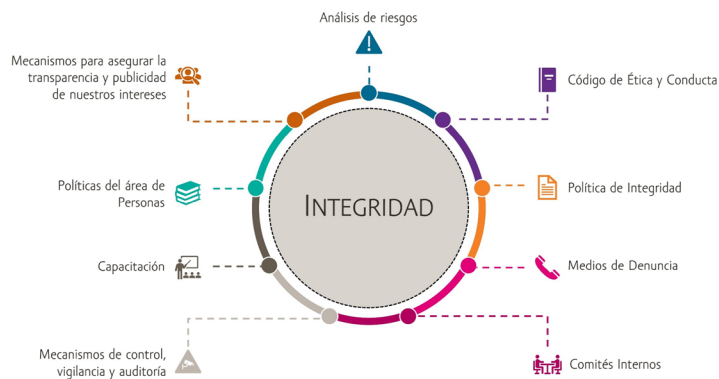 Análisis de riesgos
Mecanismos para asegurar la
transparencia y publicidad
de nuestros intereses
Código de Ética y Conducta
Políticas del área de
Personas
Política de Integridad
INTEGRIDAD
Capacitación
Medios de Denuncia
Mecanismos de control,
vigilancia y auditoría
Comités Internos